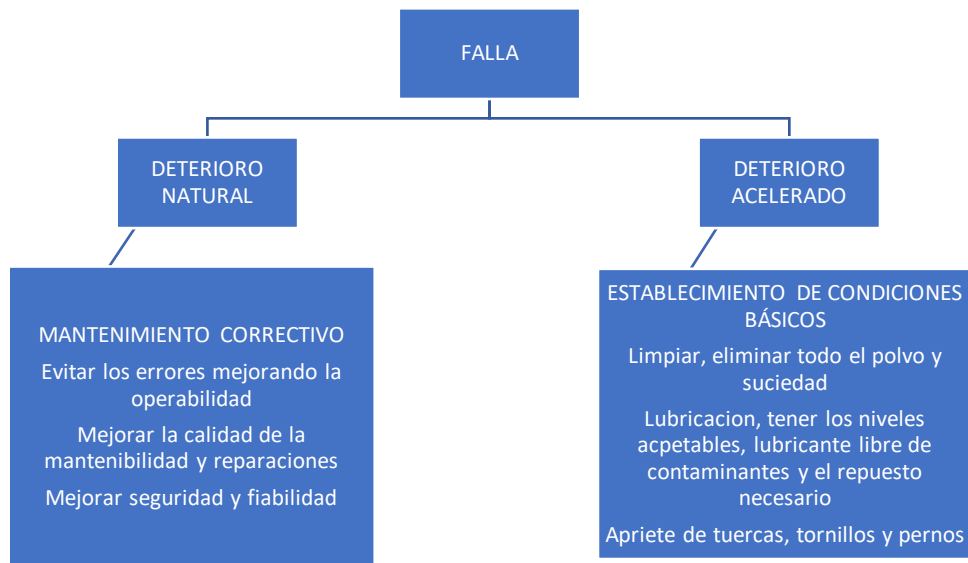 FALLA
DETERIORO
NATURAL
DETERIORO
ACELERADO
MANTENIMIENTO CORRECTIVO
Evitar los errores mejorando la
operabilidad
Mejorar la calidad de la
mantenibilidad y reparaciones
Mejorar seguridad y fiabilidad
ESTABLECIMIENTO DE CONDICIONES
BÁSICOS
Limpiar, eliminar todo el polvo y
suciedad
Lubricacion, tener los niveles
acpetables, lubricante libre de
contaminantes y el repuesto
necesario
Apriete de tuercas, tornillos y pernos